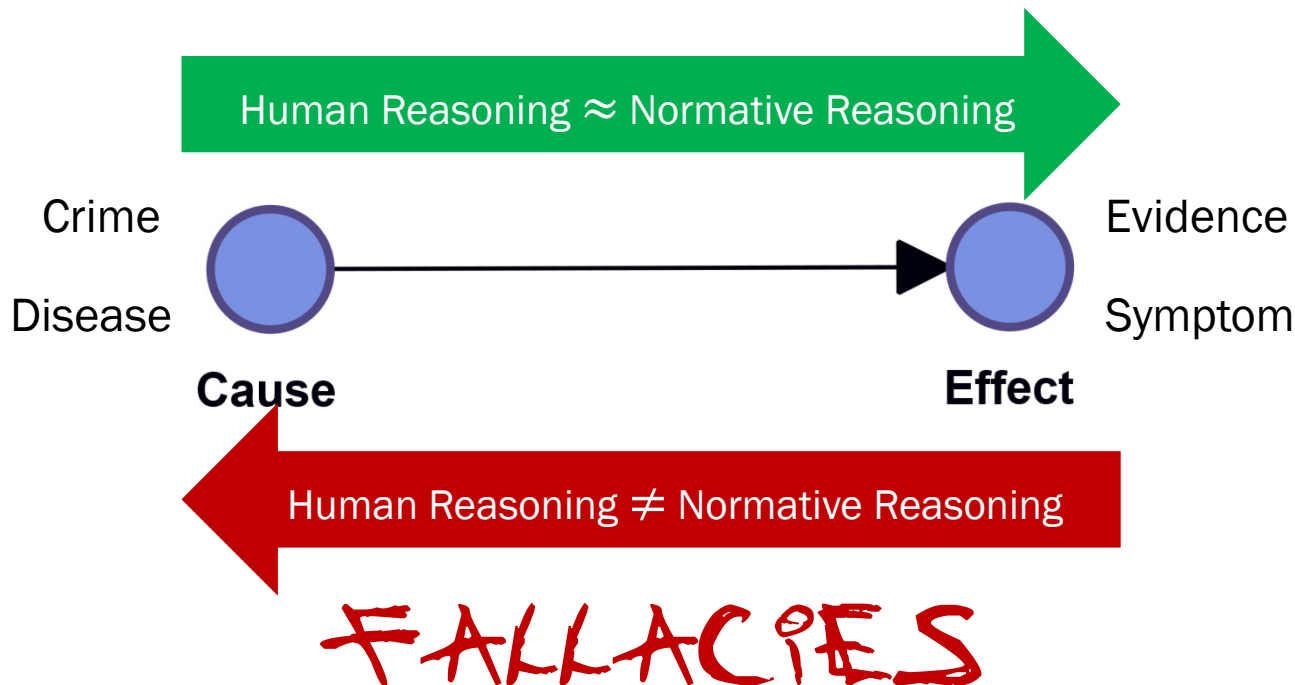 Human Reasoning ≈ Normative Reasoning
Crime
Evidence
Disease
Symptom
Cause
Effect
Human Reasoning ≠ Normative Reasoning
FALLACiES